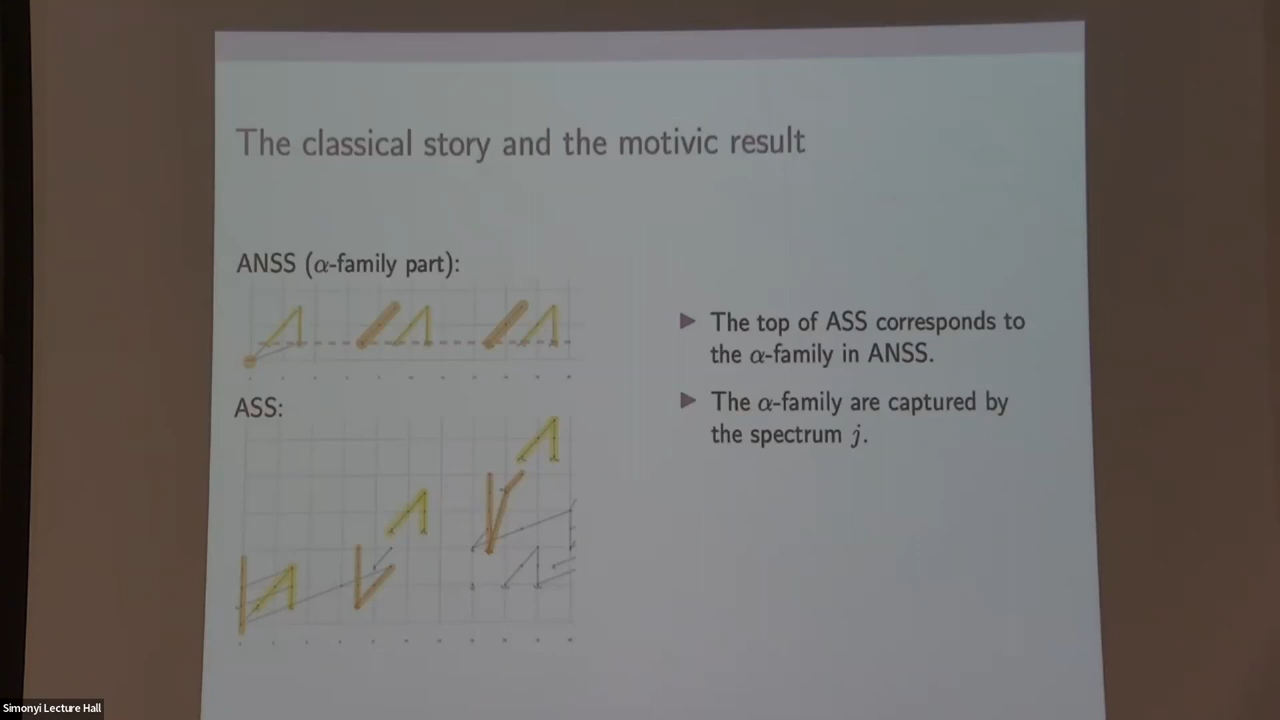 The classical story and the motivic result
ANSS (α-family part):
The top of ASS corresponds to
the α-family in ANSS.
ASS:
The α-family are captured by
the spectrum j.
Simonyi Lecture Hall